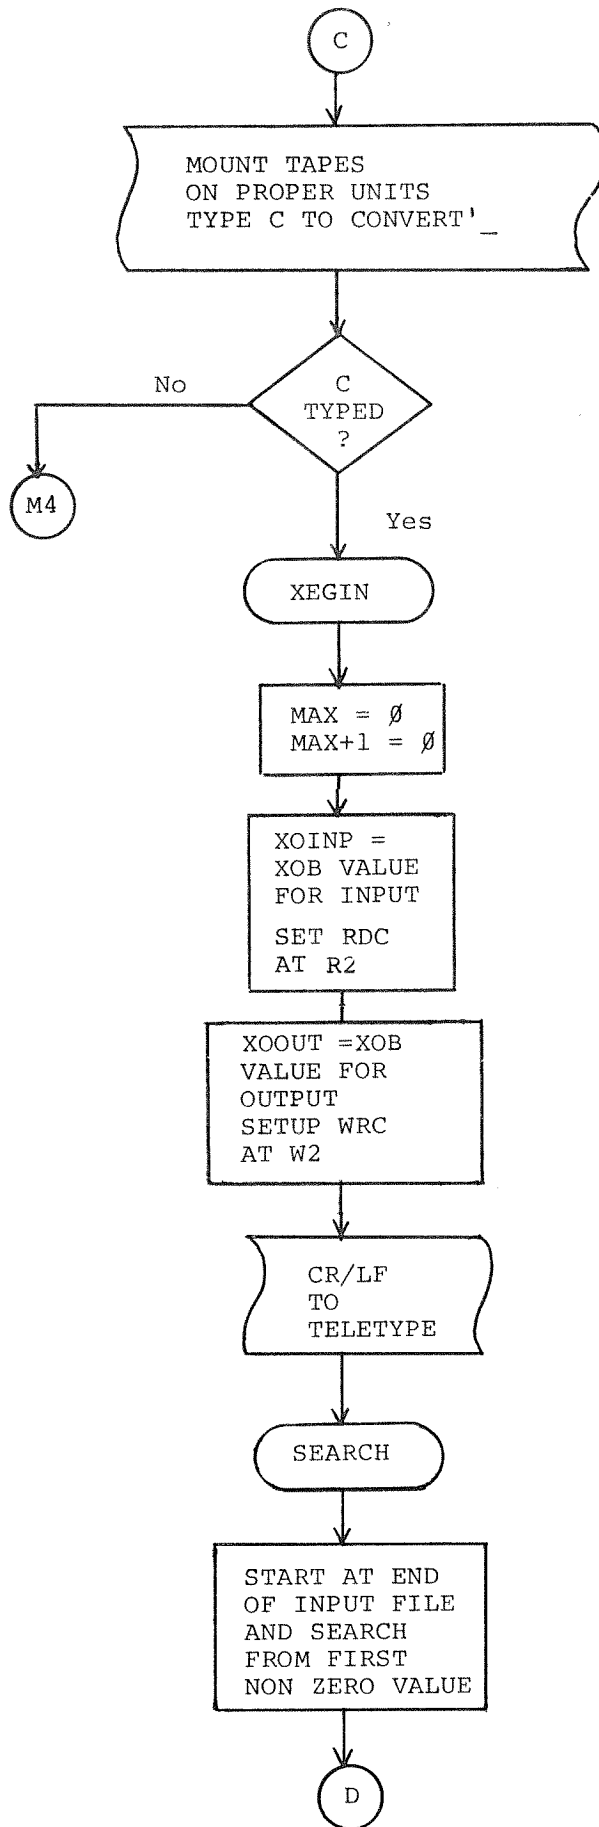 C
MOUNT TAPES
ON PROPER UNITS
TYPE C TO CONVERT'_
No
C
TYPED
?
M4
Yes
XEGIN
MAX = Ø
MAX+1 = Ø
XOINP =
XOB VALUE
FOR INPUT
SET RDC
AT R2
XOOUT =XOB
VALUE FOR
OUTPUT
SETUP WRC
AT W2
CR/LF
TO
TELETYPE
SEARCH
START AT END
OF INPUT FILE
AND SEARCH
FROM FIRST
NON ZERO VALUE
D